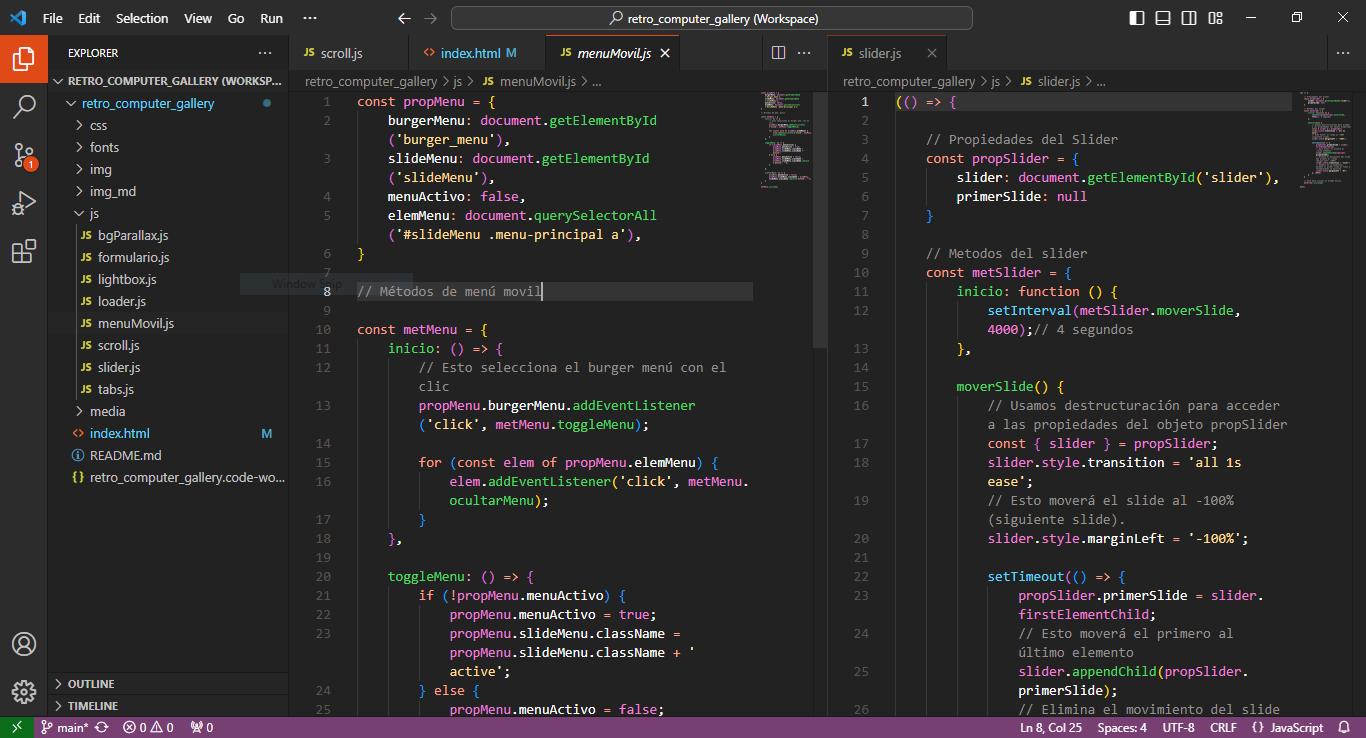 File Edit Selection View Go Run ···
retro_computer_gallery (Workspace)
EXPLORER
RETRO_COMPUTER_GALLERY (WORKSP...
retro_computer_gallery
css
fonts
img
img_md
js
JS bgParallax.js
JS formulario.js
JS lightbox.js
JS loader.js
JS menuMovil.js
JS scroll.js
JS slider.js
JS tabs.js
media
index.html M
README.md
{} retro_computer_gallery.code-wo...
OUTLINE
TIMELINE
1
Window Snip
JS scroll.js
index.html M
JS menuMovil.js
retro_computer_gallery > js > JS menuMovil.js > ...
1 const propMenu = {
2 burgerMenu: document.getElementById
('burger_menu'),
3 slideMenu: document.getElementById
('slideMenu'),
4 menuActivo: false,
5 elemMenu: document.querySelectorAll
('#slideMenu .menu-principal a'),
6 }
7
8 // Métodos de menú movil
9
10 const metMenu = {
11 inicio: () => {
12 // Esto selecciona el burger menú con el
clic
13 propMenu.burgerMenu.addEventListener
('click', metMenu.toggleMenu);
14
15 for (const elem of propMenu.elemMenu) {
16 elem.addEventListener('click', metMenu.
ocultarMenu);
17 }
18 },
19
20 toggleMenu: () => {
21 if (!propMenu.menuActivo) {
22 propMenu.menuActivo = true;
23 propMenu.slideMenu.className =
propMenu.slideMenu.className + '
active';
24 } else {
25 propMenu.menuActivo = false;
JS slider.js
retro_computer_gallery > js > JS slider.js > ...
1 (() => {
2
3 // Propiedades del Slider
4 const propSlider = {
5 slider: document.getElementById('slider'),
6 primerSlide: null
7 }
8
9 // Metodos del slider
10 const metSlider = {
11 inicio: function () {
12 setInterval(metSlider.moverSlide,
4000);// 4 segundos
13 },
14
15 moverSlide() {
16 // Usamos destructuración para acceder
a las propiedades del objeto propSlider
17 const { slider } = propSlider;
18 slider.style.transition = 'all 1s
ease';
19 // Esto moverá el slide al -100%
(siguiente slide).
20 slider.style.marginLeft = '-100%';
21
22 setTimeout(() => {
23 propSlider.primerSlide = slider.
firstElementChild;
24 // Esto moverá el primero al
último elemento
25 slider.appendChild(propSlider.
primerSlide);
26 // Elimina el movimiento del slide
main* 0 0 0
Ln 8, Col 25 Spaces: 4 UTF-8 CRLF {} JavaScript